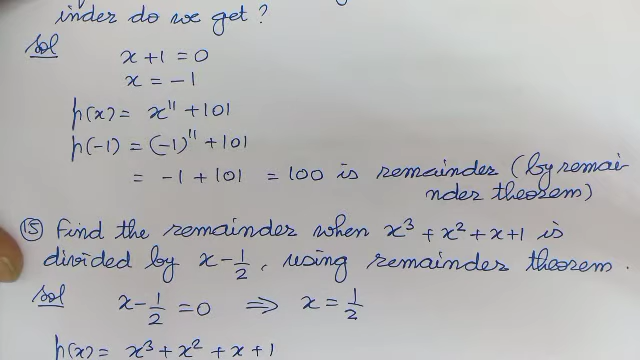 inder do we get?
Sol
x+1=0
x = -1
p(x) = x¹¹ + 101
p(-1) = (-1)¹¹ + 101
= -1 + 101 = 100 is remainder (by remai-
nder theorem)
⑮ Find the remainder when x³ + x² + x + 1 is
divided by x - 1/2, using remainder theorem.
Sol x - 1/2 = 0 ⇒ x = 1/2
p(x) = x³ + x² + x + 1